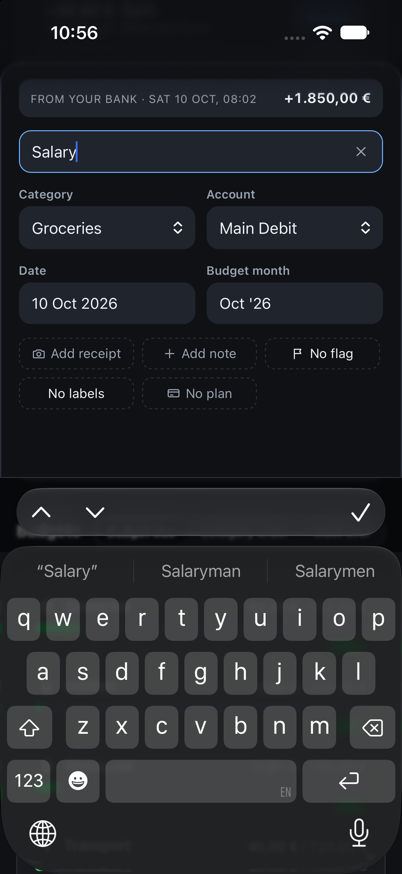 10:56
FROM YOUR BANK · SAT 10 OCT, 08:02 +1.850,00 €
Salary
Category Account
Groceries Main Debit
Date Budget month
10 Oct 2026 Oct '26
Add receipt Add note No flag
No labels No plan
“Salary” Salaryman Salarymen
q w e r t y u i o p
a s d f g h j k l
z x c v b n m
123 EN
Transport